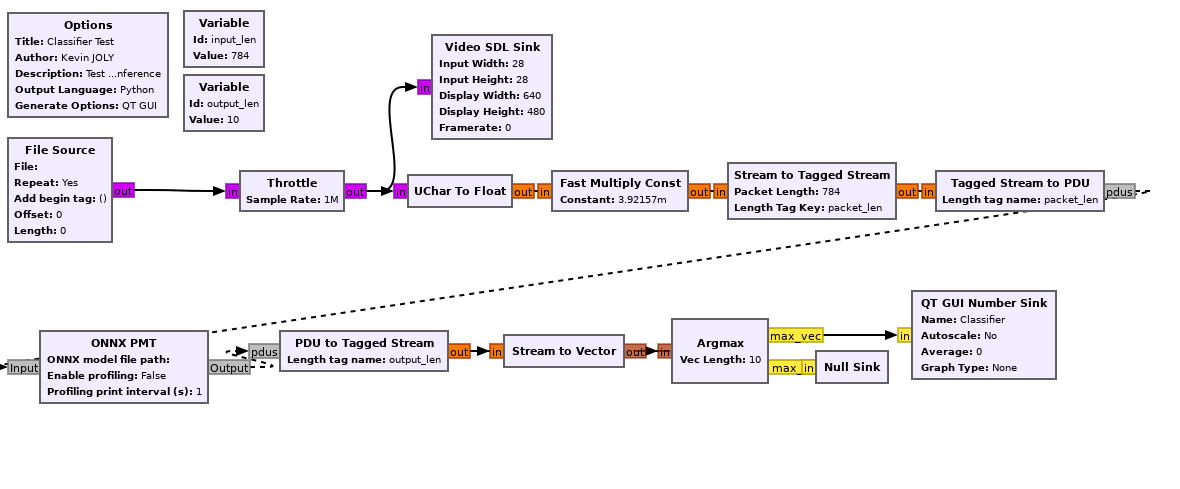 Options
Title: Classifier Test
Author: Kevin JOLY
Description: Test ...nference
Output Language: Python
Generate Options: QT GUI
Variable
Id: input_len
Value: 784
Variable
Id: output_len
Value: 10
Video SDL Sink
Input Width: 28
Input Height: 28
Display Width: 640
Display Height: 480
Framerate: 0
in
File Source
File:
Repeat: Yes
Add begin tag: ()
Offset: 0
Length: 0
out
in
Throttle
Sample Rate: 1M
out
in
UChar To Float
out
in
Fast Multiply Const
Constant: 3.92157m
out
in
Stream to Tagged Stream
Packet Length: 784
Length Tag Key: packet_len
out
in
Tagged Stream to PDU
Length tag name: packet_len
pdus
Input
ONNX PMT
ONNX model file path:
Enable profiling: False
Profiling print interval (s): 1
Output
pdus
PDU to Tagged Stream
Length tag name: output_len
out
in
Stream to Vector
out
in
Argmax
Vec Length: 10
max_vec
max_
in
Null Sink
in
QT GUI Number Sink
Name: Classifier
Autoscale: No
Average: 0
Graph Type: None